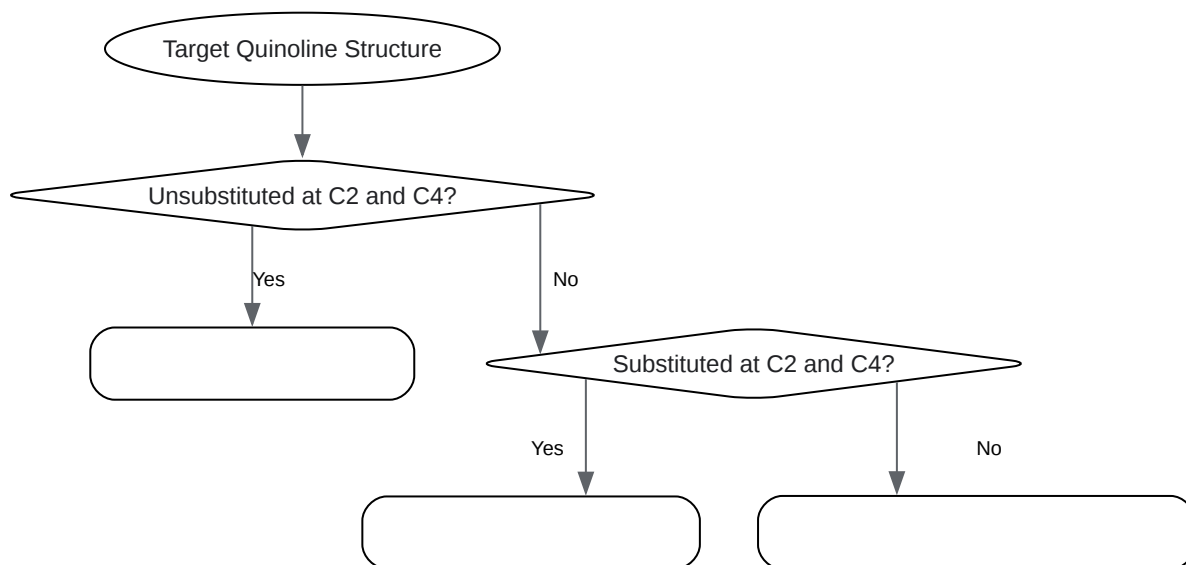 Target Quinoline Structure
Unsubstituted at C2 and C4?
Yes
No
Substituted at C2 and C4?
Yes
No